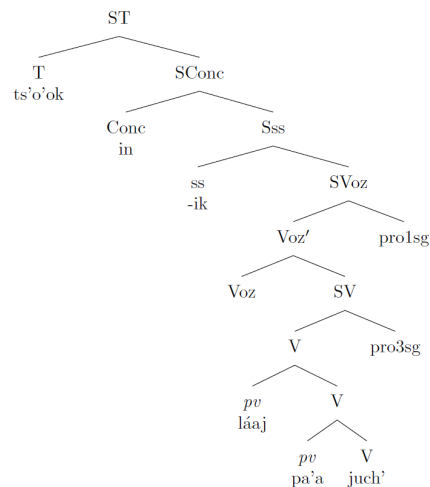 ST
T SConc
ts'o'ok
Conc Sss
in
ss SVoz
-ik
Voz′ pro1sg
Voz SV
V pro3sg
pv V
láaj
pv V
pa'a juch'